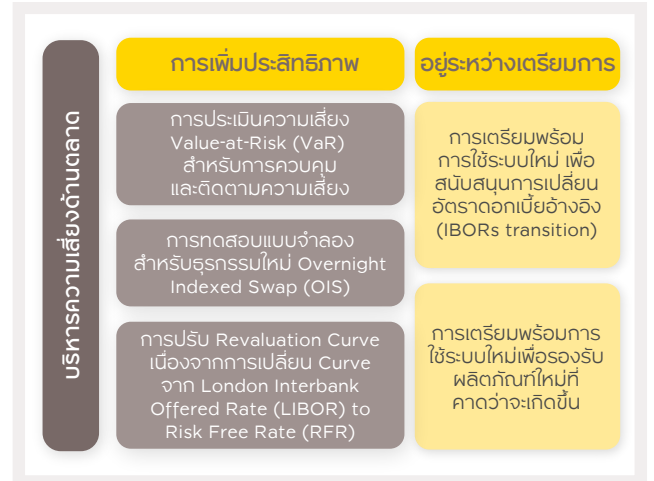 บริหารความเสี่ยงด้านตลาด
การเพิ่มประสิทธิภาพ
การประเมินความเสี่ยง
Value-at-Risk (VaR)
สำหรับการควบคุม
และติดตามความเสี่ยง
การทดสอบแบบจำลอง
สำหรับธุรกรรมใหม่ Overnight
Indexed Swap (OIS)
การปรับ Revaluation Curve
เนื่องจากการเปลี่ยน Curve
จาก London Interbank
Offered Rate (LIBOR) to
Risk Free Rate (RFR)
อยู่ระหว่างเตรียมการ
การเตรียมพร้อม
การใช้ระบบใหม่ เพื่อ
สนับสนุนการเปลี่ยน
อัตราดอกเบี้ยอ้างอิง
(IBORs transition)
การเตรียมพร้อมการ
ใช้ระบบใหม่เพื่อรองรับ
ผลิตภัณฑ์ใหม่ที่
คาดว่าจะเกิดขึ้น